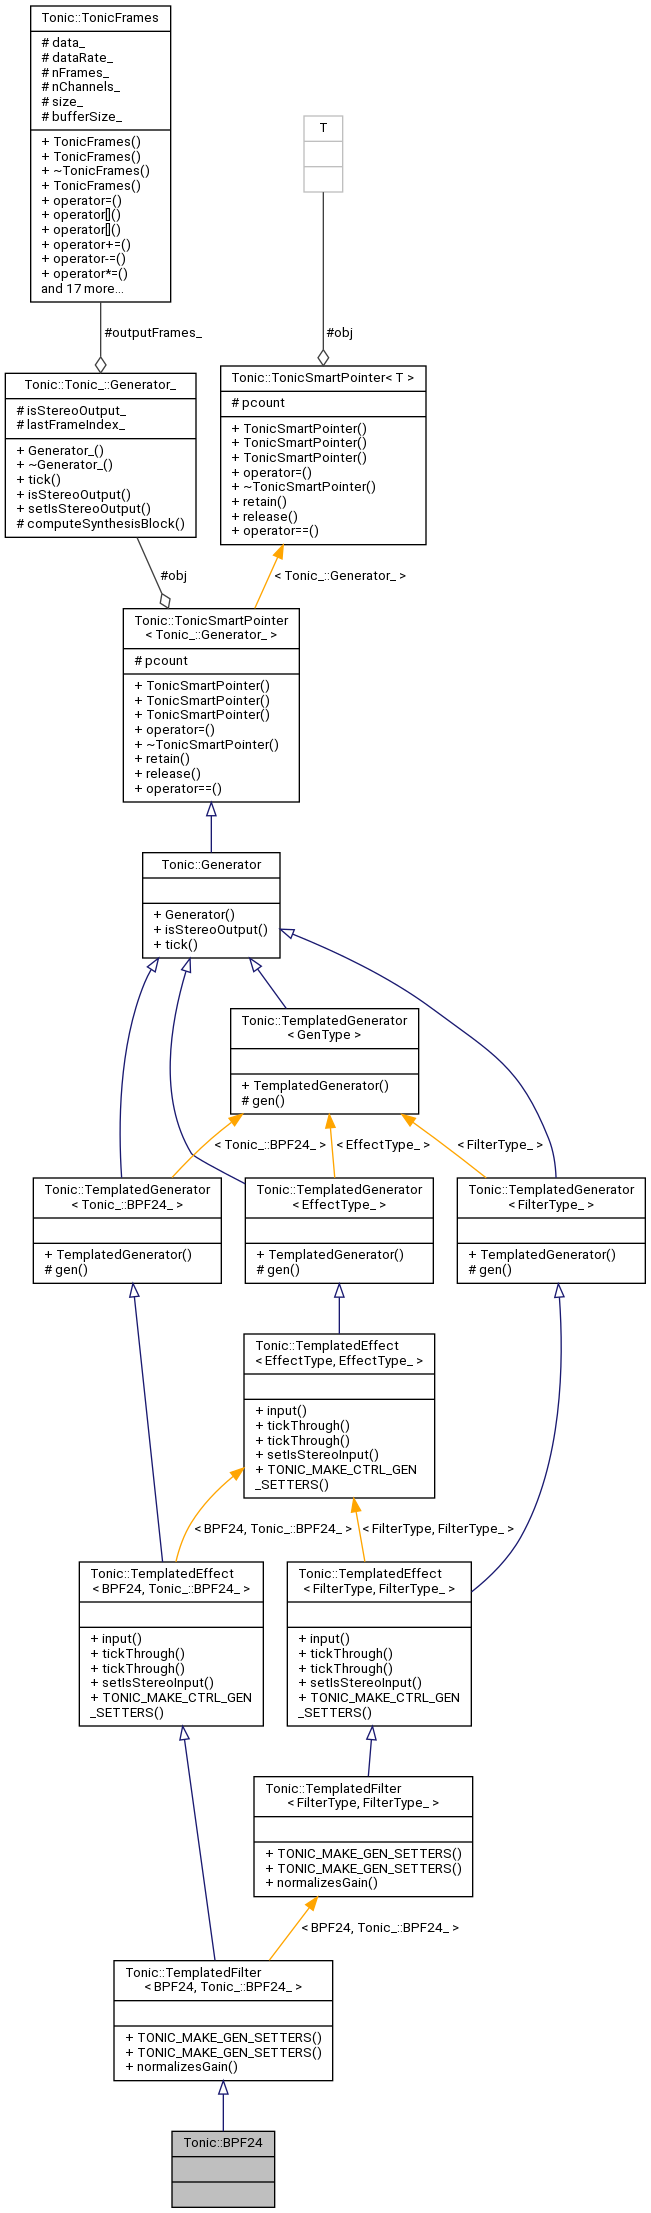 Tonic::TonicFrames
# data_
# dataRate_
# nFrames_
# nChannels_
# size_
# bufferSize_
+ TonicFrames()
+ TonicFrames()
+ ~TonicFrames()
+ TonicFrames()
+ operator=()
+ operator[]()
+ operator[]()
+ operator+=()
+ operator-=()
+ operator*=()
and 17 more...
T
#outputFrames_
#obj
Tonic::Tonic_::Generator_
# isStereoOutput_
# lastFrameIndex_
+ Generator_()
+ ~Generator_()
+ tick()
+ isStereoOutput()
+ setIsStereoOutput()
# computeSynthesisBlock()
Tonic::TonicSmartPointer< T >
# pcount
+ TonicSmartPointer()
+ TonicSmartPointer()
+ TonicSmartPointer()
+ operator=()
+ ~TonicSmartPointer()
+ retain()
+ release()
+ operator==()
#obj
< Tonic_::Generator_ >
Tonic::TonicSmartPointer
< Tonic_::Generator_ >
# pcount
+ TonicSmartPointer()
+ TonicSmartPointer()
+ TonicSmartPointer()
+ operator=()
+ ~TonicSmartPointer()
+ retain()
+ release()
+ operator==()
Tonic::Generator
+ Generator()
+ isStereoOutput()
+ tick()
Tonic::TemplatedGenerator
< GenType >
+ TemplatedGenerator()
# gen()
< Tonic_::BPF24_ >
< EffectType_ >
< FilterType_ >
Tonic::TemplatedGenerator
< Tonic_::BPF24_ >
+ TemplatedGenerator()
# gen()
Tonic::TemplatedGenerator
< EffectType_ >
+ TemplatedGenerator()
# gen()
Tonic::TemplatedGenerator
< FilterType_ >
+ TemplatedGenerator()
# gen()
Tonic::TemplatedEffect
< EffectType, EffectType_ >
+ input()
+ tickThrough()
+ tickThrough()
+ setIsStereoInput()
+ TONIC_MAKE_CTRL_GEN
_SETTERS()
< BPF24, Tonic_::BPF24_ >
< FilterType, FilterType_ >
Tonic::TemplatedEffect
< BPF24, Tonic_::BPF24_ >
+ input()
+ tickThrough()
+ tickThrough()
+ setIsStereoInput()
+ TONIC_MAKE_CTRL_GEN
_SETTERS()
Tonic::TemplatedEffect
< FilterType, FilterType_ >
+ input()
+ tickThrough()
+ tickThrough()
+ setIsStereoInput()
+ TONIC_MAKE_CTRL_GEN
_SETTERS()
Tonic::TemplatedFilter
< FilterType, FilterType_ >
+ TONIC_MAKE_GEN_SETTERS()
+ TONIC_MAKE_GEN_SETTERS()
+ normalizesGain()
< BPF24, Tonic_::BPF24_ >
Tonic::TemplatedFilter
< BPF24, Tonic_::BPF24_ >
+ TONIC_MAKE_GEN_SETTERS()
+ TONIC_MAKE_GEN_SETTERS()
+ normalizesGain()
Tonic::BPF24